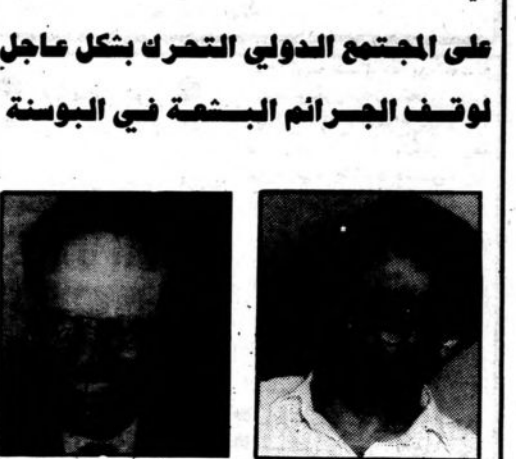 على المجتمع الدولي التحرك بشكل عاجل
لوقف الجرائم البشعة في البوسنة